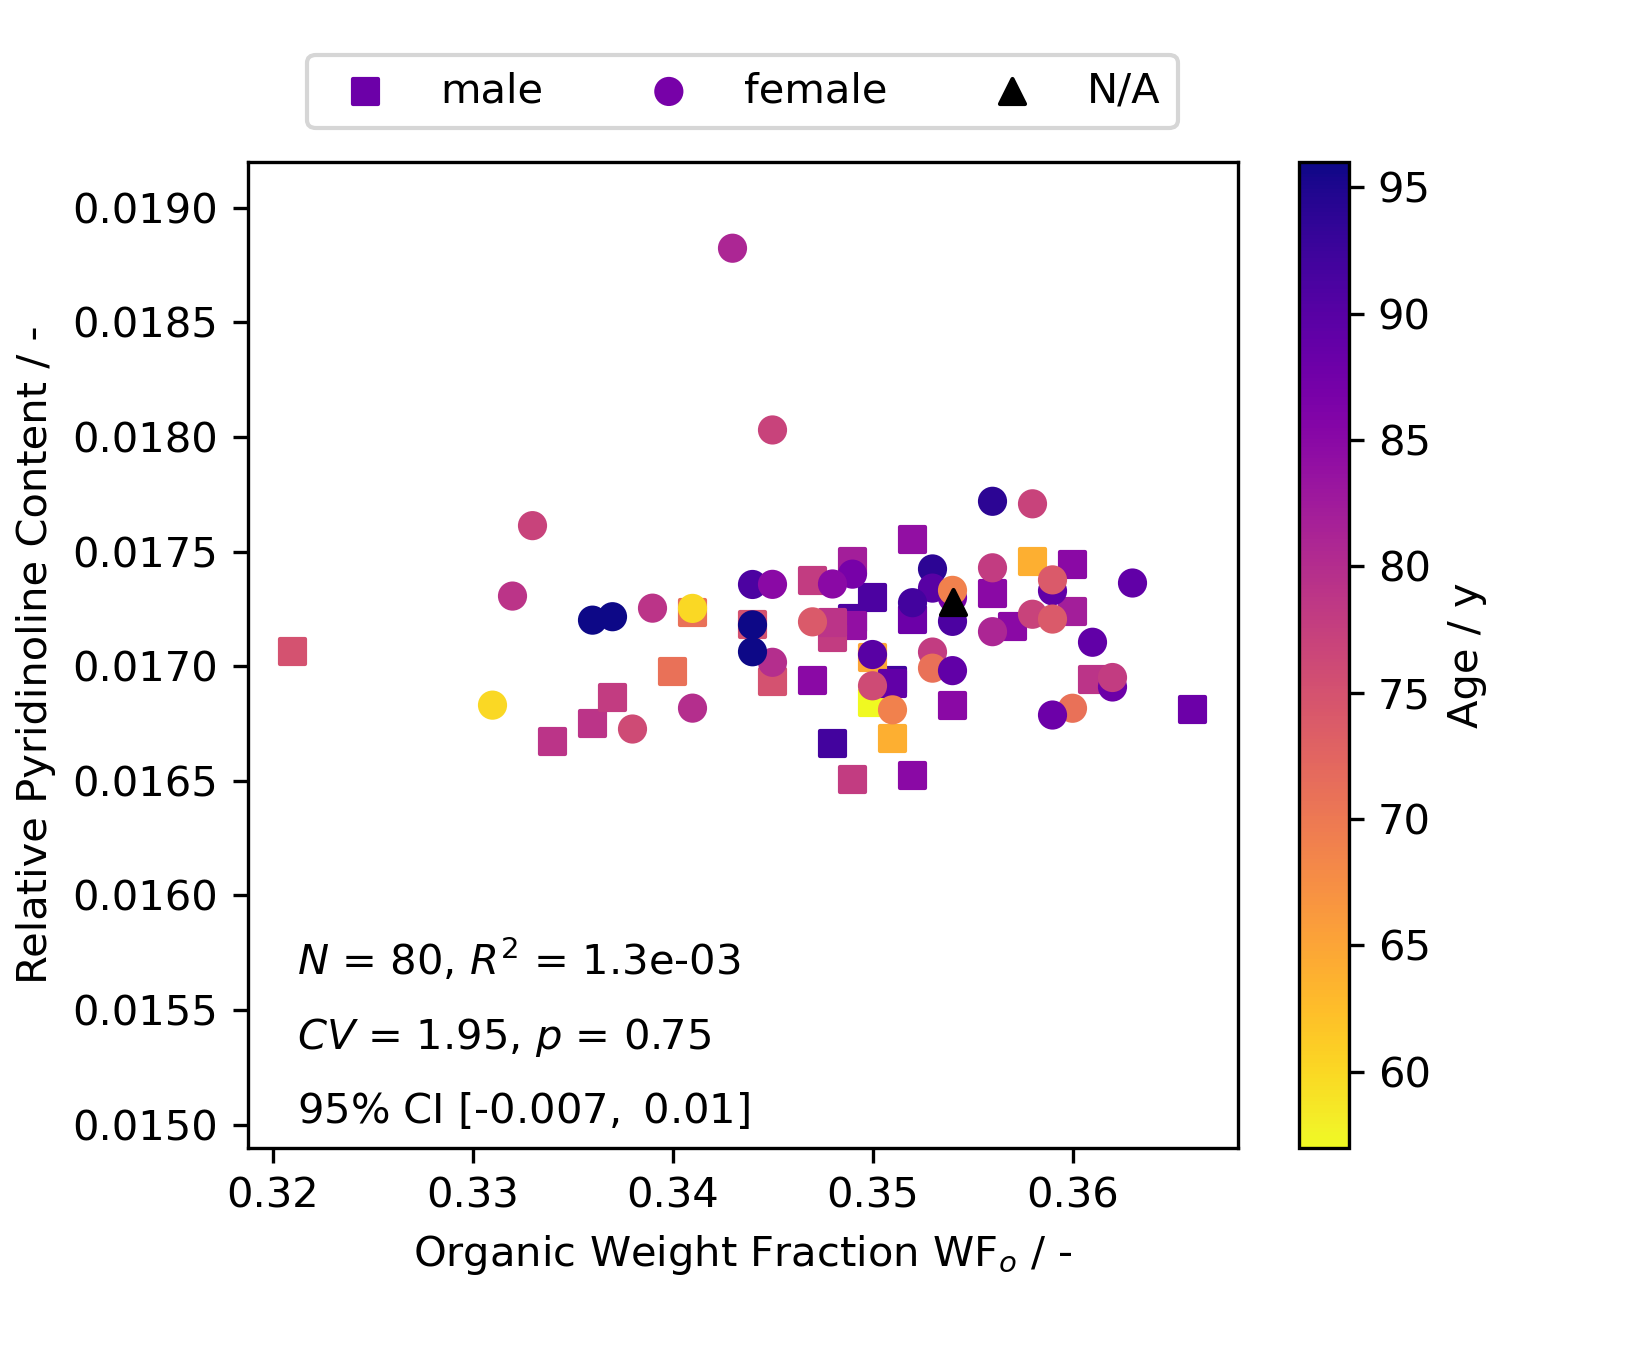 male female N/A
0.0190
0.0185
0.0180
0.0175
0.0170
0.0165
0.0160
0.0155
0.0150
Relative Pyridinoline Content / -
N = 80, R² = 1.3e-03
CV = 1.95, p = 0.75
95% CI [-0.007, 0.01]
0.32 0.33 0.34 0.35 0.36
Organic Weight Fraction WFₒ / -
95
90
85
80
75
70
65
60
Age / y